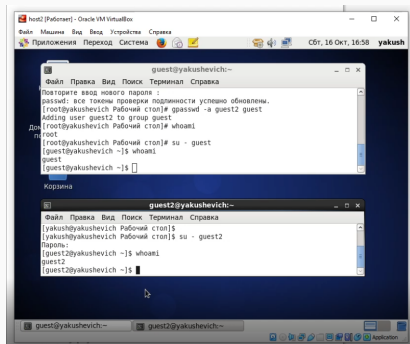 host2 [Работает] - Oracle VM VirtualBox
Файл Машина Вид Ввод Устройства Справка
Приложения Переход Система Сбт, 16 Окт, 16:58 yakush
guest@yakushevich:~
Файл Правка Вид Поиск Терминал Справка
Повторите ввод нового пароля :
passwd: все токены проверки подлинности успешно обновлены.
[root@yakushevich Рабочий стол]# gpasswd -a guest2 guest
Adding user guest2 to group guest
[root@yakushevich Рабочий стол]# whoami
root
[root@yakushevich Рабочий стол]# su - guest
[guest@yakushevich ~]$ whoami
guest
[guest@yakushevich ~]$
Корзина
guest2@yakushevich:~
Файл Правка Вид Поиск Терминал Справка
[yakush@yakushevich Рабочий стол]$
[yakush@yakushevich Рабочий стол]$ su - guest2
Пароль:
[guest2@yakushevich ~]$ whoami
guest2
[guest2@yakushevich ~]$
guest@yakushevich:~ guest2@yakushevich:~
Application